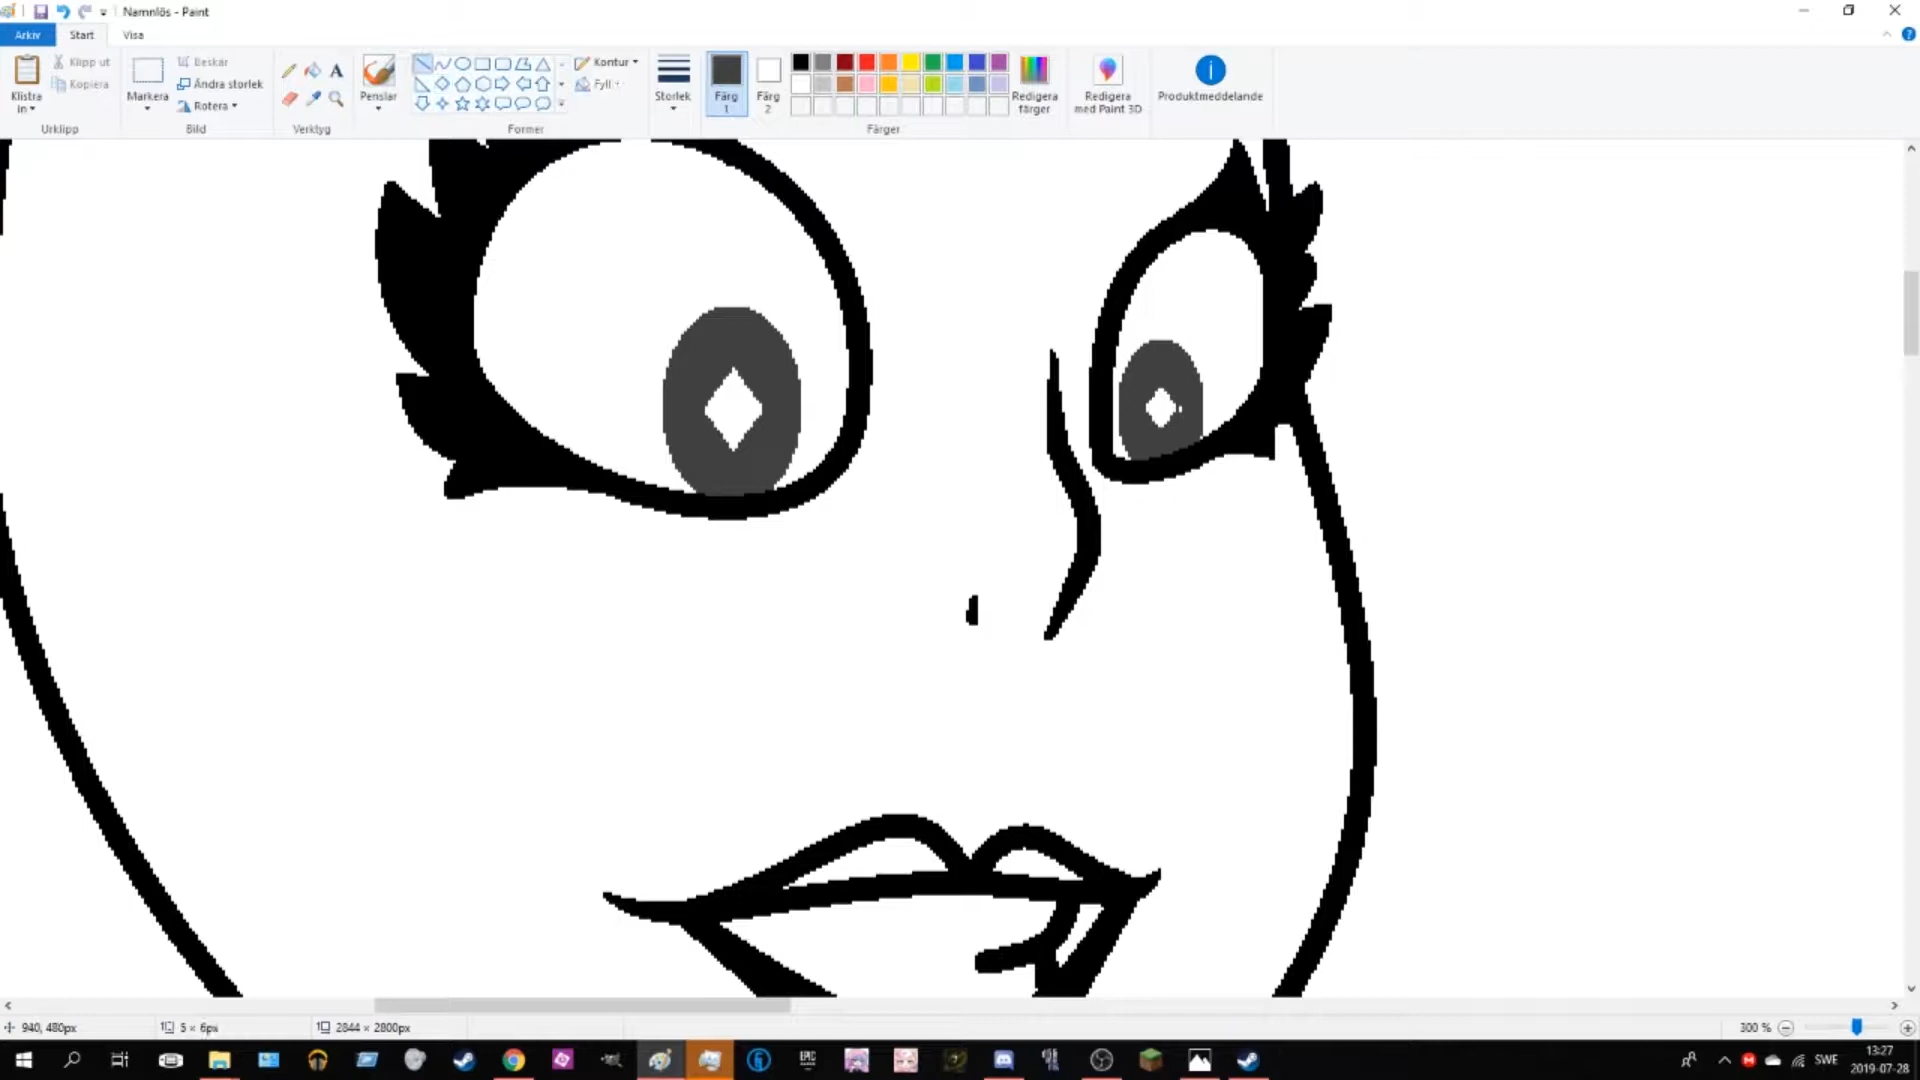 Namnlös - Paint
Arkiv
Start
Visa
Klistra in
Klipp ut
Kopiera
Urklipp
Markera
Beskär
Ändra storlek
Rotera
Bild
A
Verktyg
Penslar
Former
Kontur
Fyll
Storlek
Färg 1
Färg 2
Färger
Redigera färger
Redigera med Paint 3D
Produktmeddelande
940, 480px
5 × 6px
2844 × 2800px
300 %
EPIC
SWE
13:27
2019-07-28